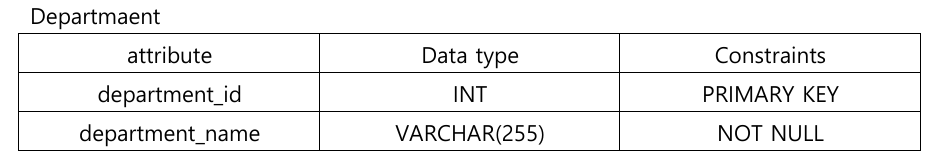 Departmaent
attribute Data type Constraints
department_id INT PRIMARY KEY
department_name VARCHAR(255) NOT NULL